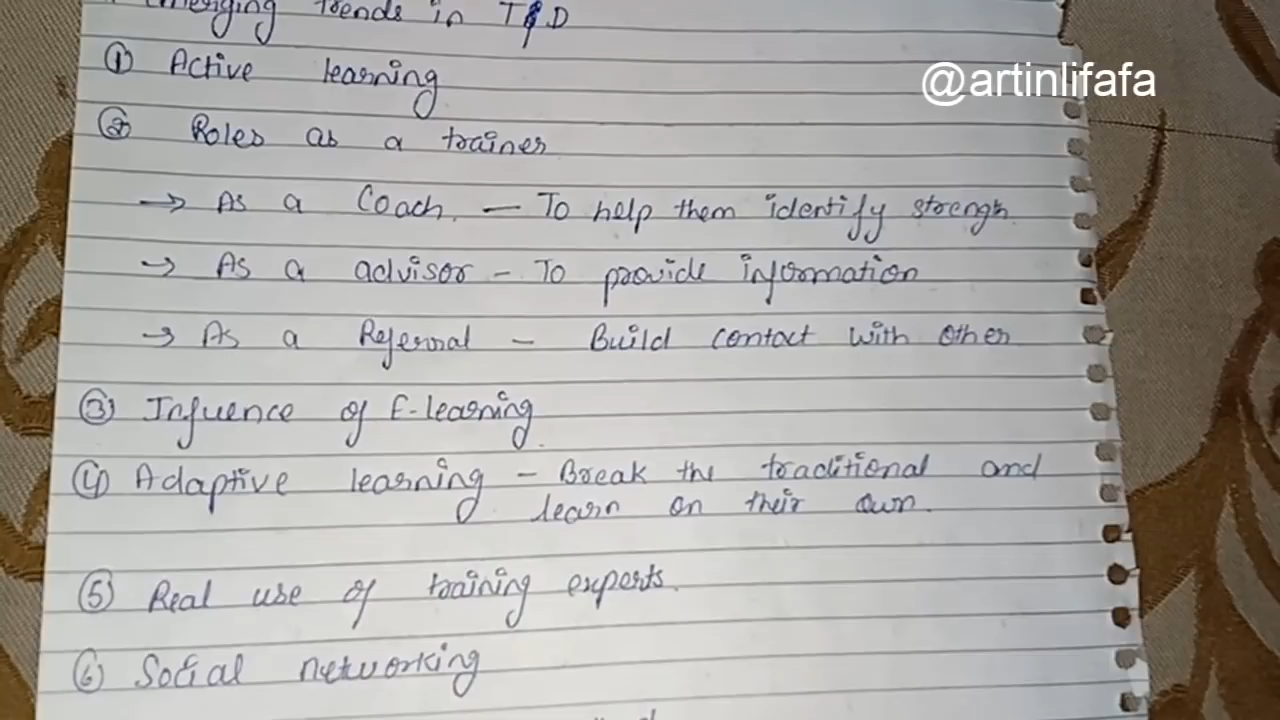 Emerging trends in T&D
@artinlifafa
① Active learning
② Roles as a trainer
→ As a Coach. — To help them identify strengh
→ As a advisor - To provide information
→ As a Referral - Build contact with other
③ Infuence of E-learning
④ Adaptive learning - Break the traditional and
learn on their own.
⑤ Real use of training experts.
⑥ Social networking